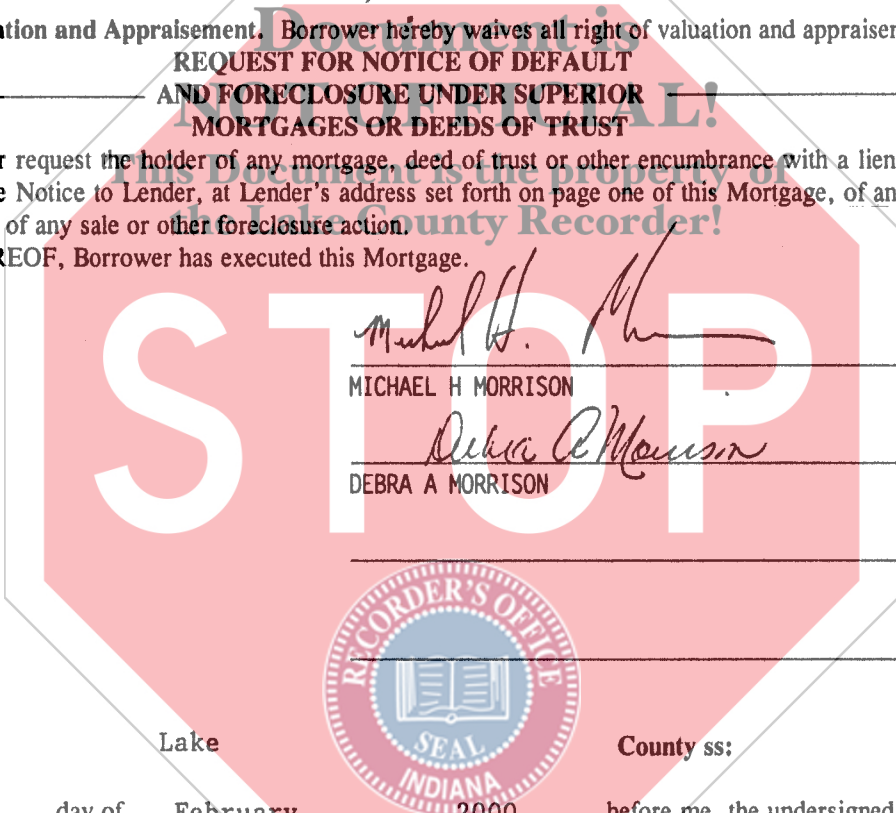 ation and Appraisement. Borrower hereby waives all right of valuation and appraisem
Document is
REQUEST FOR NOTICE OF DEFAULT
AND FORECLOSURE UNDER SUPERIOR
NOT OFFICIAL!
MORTGAGES OR DEEDS OF TRUST
r request the holder of any mortgage, deed of trust or other encumbrance with a lien
This Document is the property of
e Notice to Lender, at Lender's address set forth on page one of this Mortgage, of an
the Lake County Recorder!
of any sale or other foreclosure action.
REOF, Borrower has executed this Mortgage.
STOP
Michael H. M
MICHAEL H MORRISON
Debra A Morrison
DEBRA A MORRISON
RECORDER'S OFFICE
SEAL
INDIANA
Lake County ss:
day of February 2000 before me, the undersigned